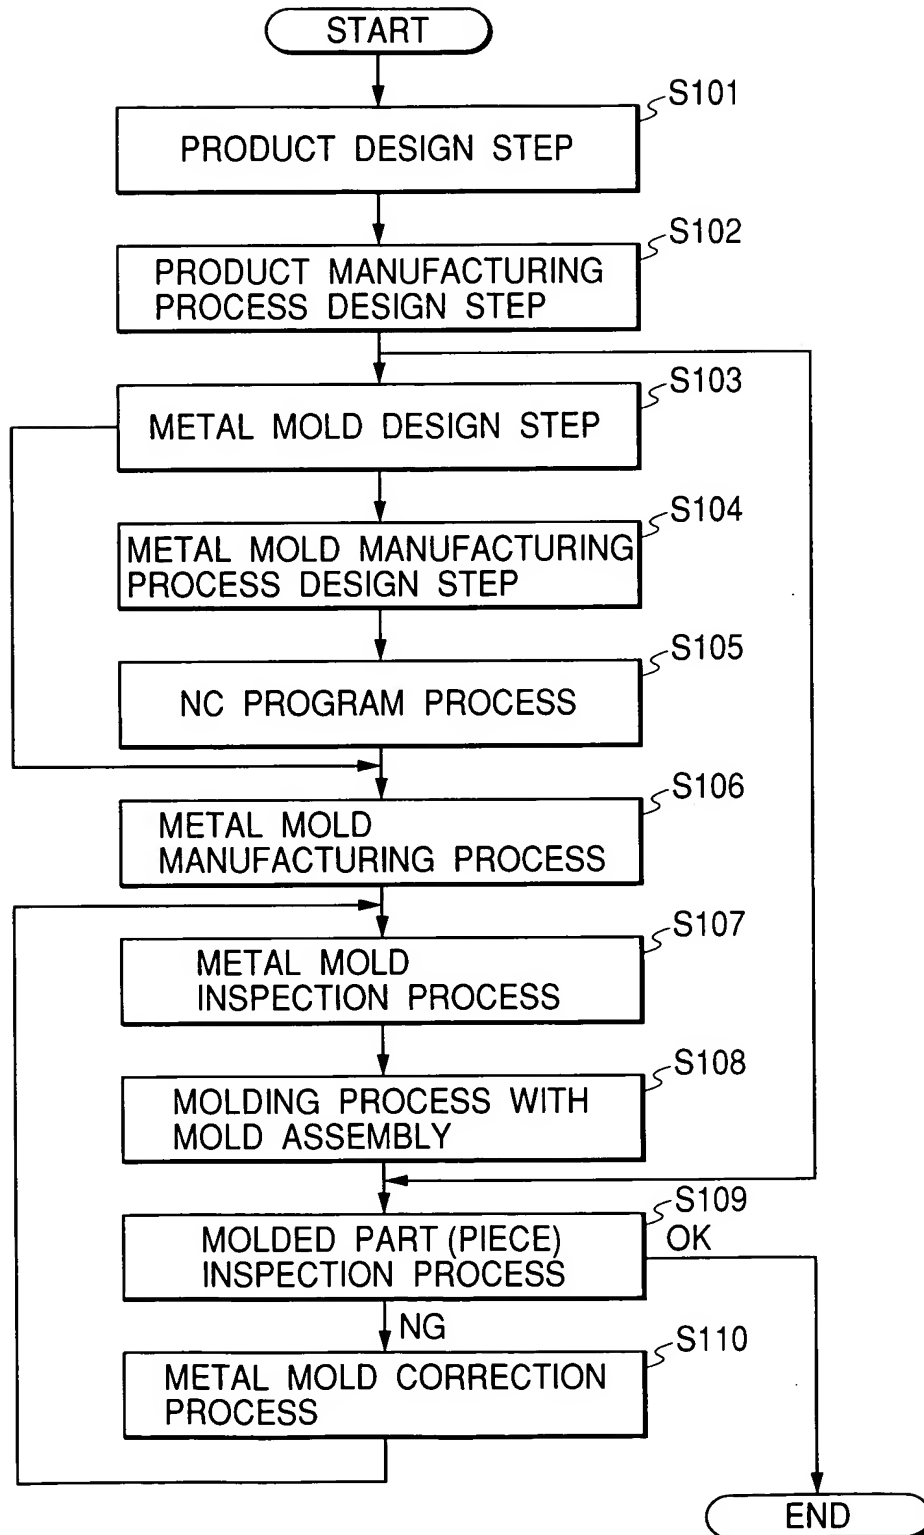 START
S101
PRODUCT DESIGN STEP
S102
PRODUCT MANUFACTURING
PROCESS DESIGN STEP
S103
METAL MOLD DESIGN STEP
S104
METAL MOLD MANUFACTURING
PROCESS DESIGN STEP
S105
NC PROGRAM PROCESS
S106
METAL MOLD
MANUFACTURING PROCESS
S107
METAL MOLD
INSPECTION PROCESS
S108
MOLDING PROCESS WITH
MOLD ASSEMBLY
S109
MOLDED PART (PIECE)
INSPECTION PROCESS
OK
NG
S110
METAL MOLD CORRECTION
PROCESS
END